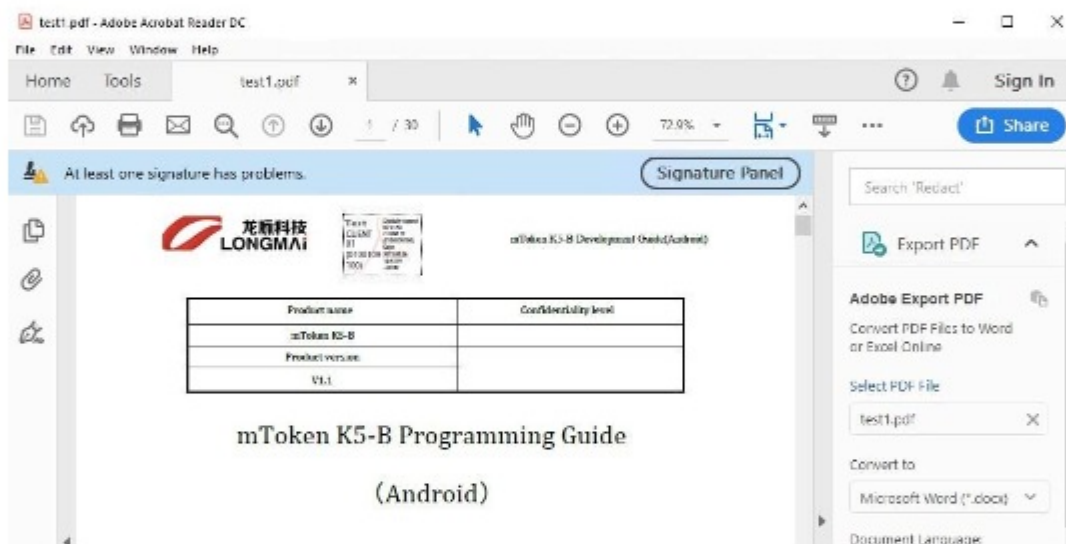 test1.pdf - Adobe Acrobat Reader DC
File Edit View Window Help
Home Tools test1.pdf
Sign In
1 / 30
72.9%
Share
At least one signature has problems.
Signature Panel
Search 'Redact'
龙脉科技
LONGMAi
mToken K5-B Development Guide(Android)
Export PDF
Product name Confidentiality level
mToken K5-B
Product version
V1.1
Adobe Export PDF
Convert PDF Files to Word
or Excel Online
Select PDF File
test1.pdf
mToken K5-B Programming Guide
(Android)
Convert to
Microsoft Word (*.docx)
Document Language: